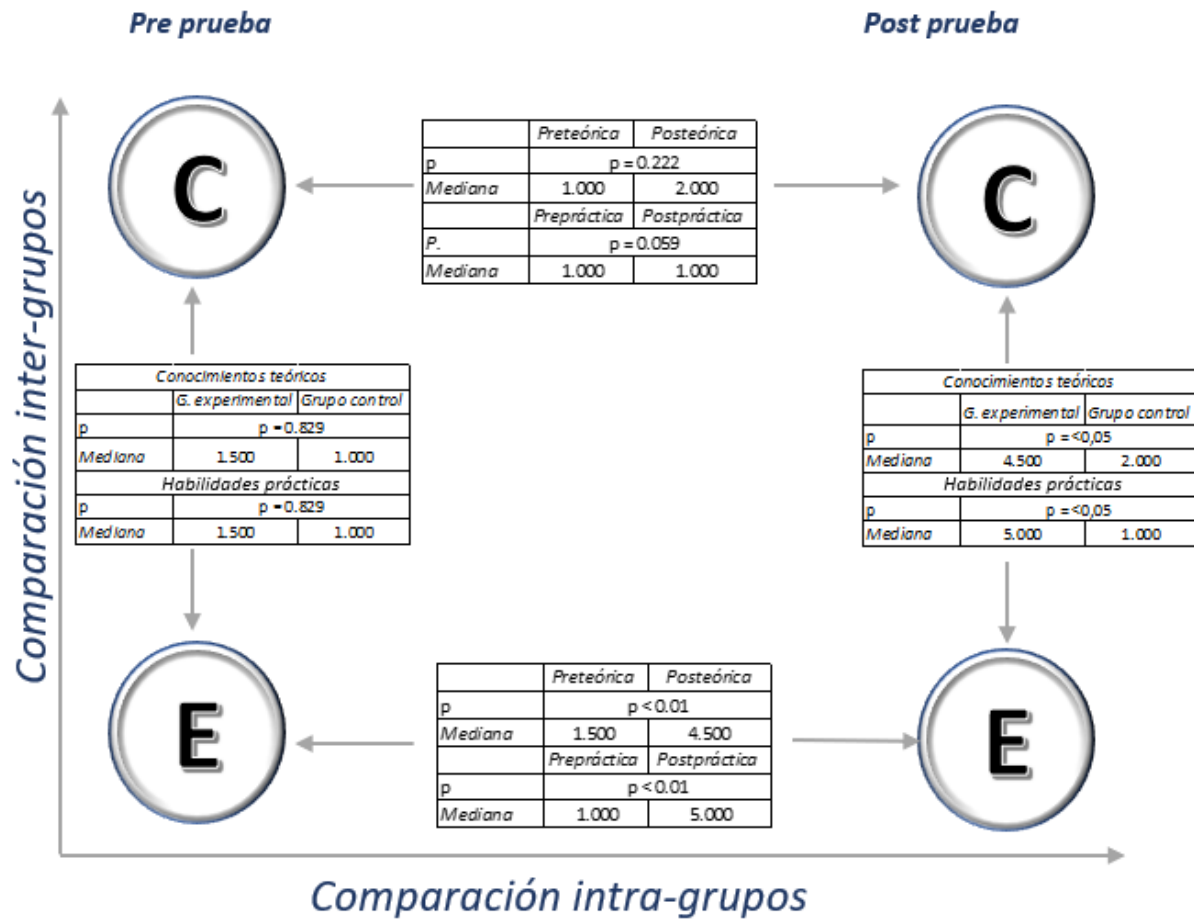 Pre prueba
Post prueba
Comparación inter-grupos
C
C
Preteórica Posteórica
p p = 0.222
Mediana 1.000 2.000
Prepráctica Postpráctica
P. p = 0.059
Mediana 1.000 1.000
Conocimientos teóricos
G. experimental Grupo control
p p = 0.829
Mediana 1.500 1.000
Habilidades prácticas
p p = 0.829
Mediana 1.500 1.000
Conocimientos teóricos
G. experimental Grupo control
p p = <0,05
Mediana 4.500 2.000
Habilidades prácticas
p p = <0,05
Mediana 5.000 1.000
E
E
Preteórica Posteórica
p p < 0.01
Mediana 1.500 4.500
Prepráctica Postpráctica
p p < 0.01
Mediana 1.000 5.000
Comparación intra-grupos